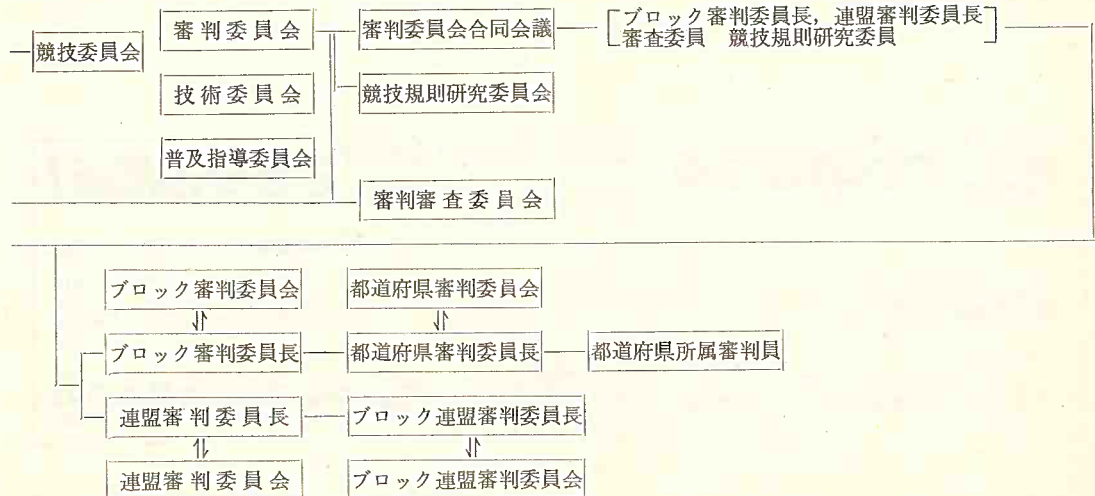 審判委員会
審判委員会合同会議
ブロック審判委員長，連盟審判委員長
審査委員 競技規則研究委員
競技委員会
技術委員会
競技規則研究委員会
普及指導委員会
審判審査委員会
ブロック審判委員会
都道府県審判委員会
ブロック審判委員長
都道府県審判委員長
都道府県所属審判員
連盟審判委員長
ブロック連盟審判委員長
連盟審判委員会
ブロック連盟審判委員会